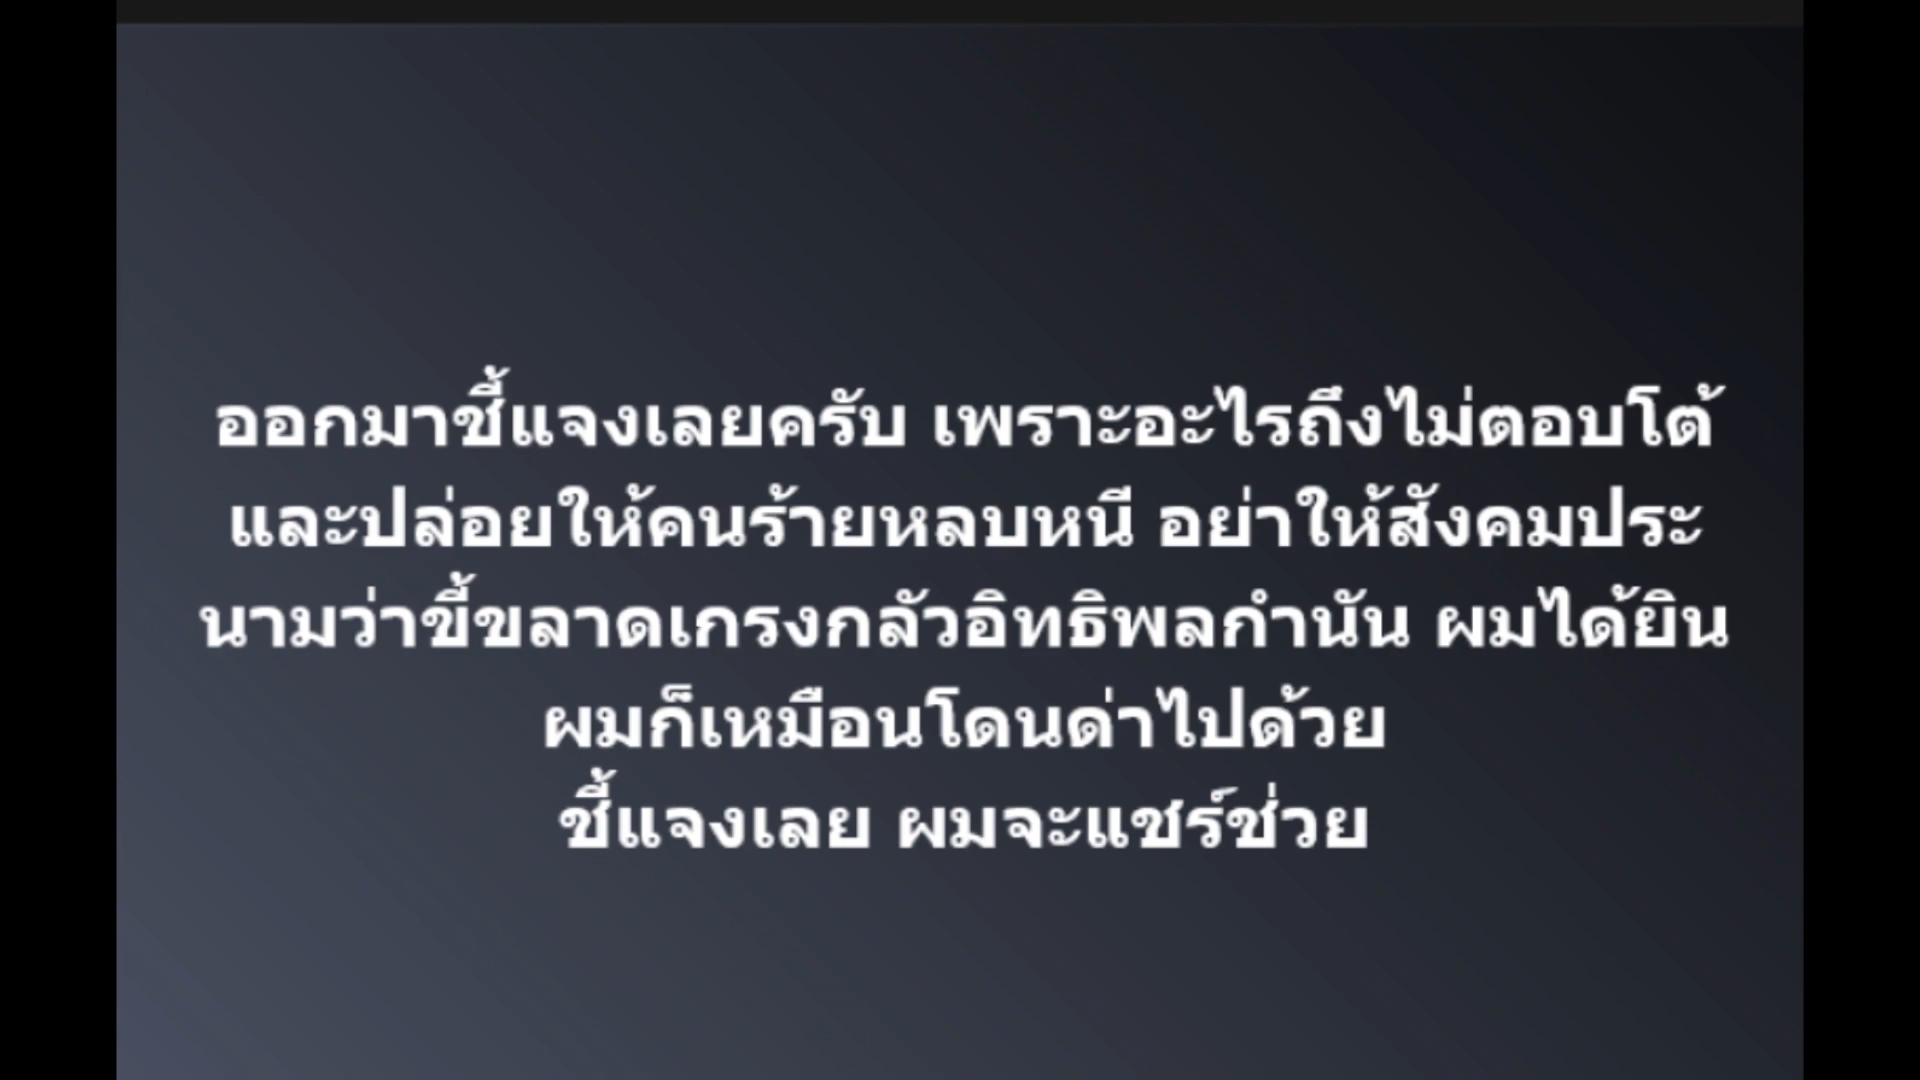 ออกมาชี้แจงเลยครับ เพราะอะไรถึงไม่ตอบโต้
และปล่อยให้คนร้ายหลบหนี อย่าให้สังคมประ
นามว่าขี้ขลาดเกรงกลัวอิทธิพลกำนัน ผมได้ยิน
ผมก็เหมือนโดนด่าไปด้วย
ชี้แจงเลย ผมจะแชร์ช่วย